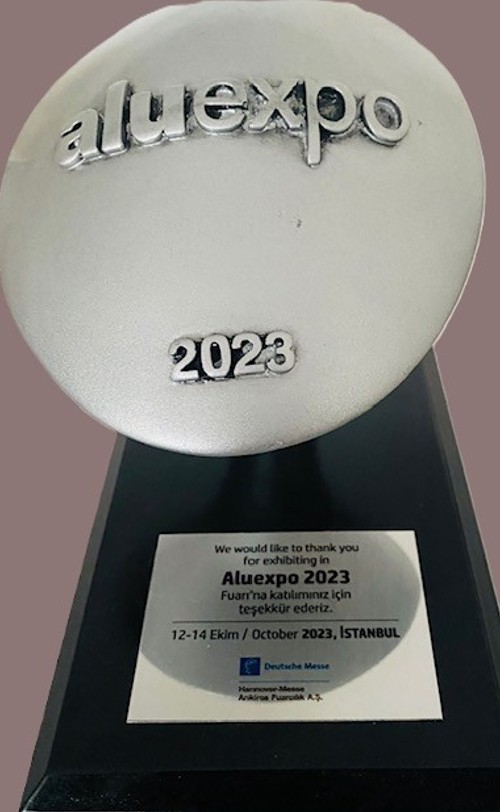 aluexpo
2023
We would like to thank you
for exhibiting in
Aluexpo 2023
Fuarı'na katılımınız için
teşekkür ederiz.
12-14 Ekim / October 2023, İSTANBUL
Deutsche Messe
Hannover-Messe
Ankiros Fuarcılık A.Ş.